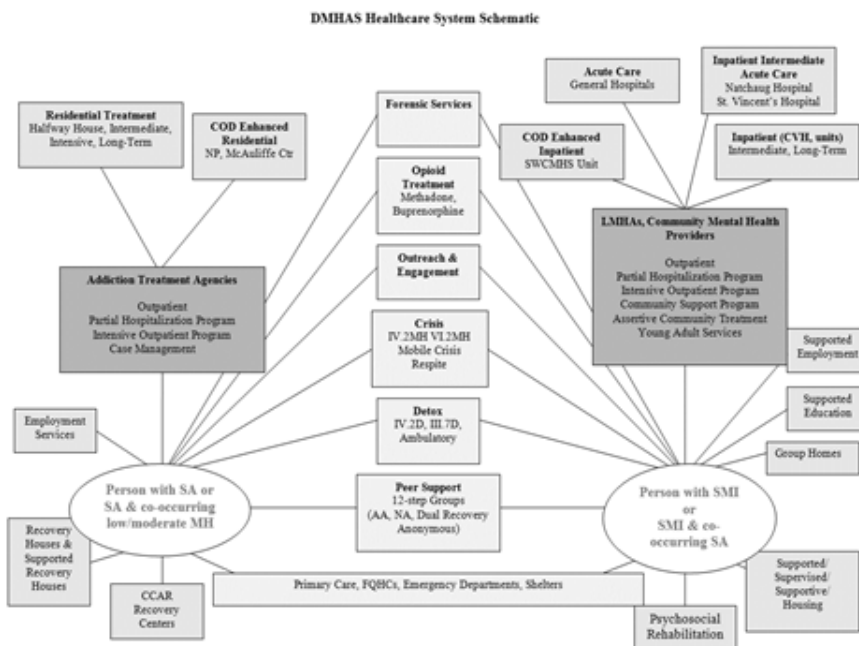 DMHAS Healthcare System Schematic
Residential Treatment
Halfway House, Intermediate,
Intensive, Long-Term
COD Enhanced
Residential
NP, McAuliffe Ctr
Forensic Services
Acute Care
General Hospitals
Inpatient Intermediate
Acute Care
Natchaug Hospital
St. Vincent's Hospital
COD Enhanced
Inpatient
SWCMHS Unit
Inpatient (CVH, units)
Intermediate, Long-Term
Opioid
Treatment
Methadone,
Buprenorphine
Outreach &
Engagement
Addiction Treatment Agencies
Outpatient
Partial Hospitalization Program
Intensive Outpatient Program
Case Management
LMHAs, Community Mental Health
Providers
Outpatient
Partial Hospitalization Program
Intensive Outpatient Program
Community Support Program
Assertive Community Treatment
Young Adult Services
Crisis
IV.2MH VI.2MH
Mobile Crisis
Respite
Supported
Employment
Detox
IV.2D, III.7D,
Ambulatory
Supported
Education
Employment
Services
Group Homes
Person with SA or
SA & co-occurring
low/moderate MH
Peer Support
12-step Groups
(AA, NA, Dual Recovery
Anonymous)
Person with SMI
or
SMI & co-
occurring SA
Recovery
Houses &
Supported
Recovery
Houses
CCAR
Recovery
Centers
Primary Care, FQHCs, Emergency Departments, Shelters
Psychosocial
Rehabilitation
Supported/
Supervised/
Supportive/
Housing